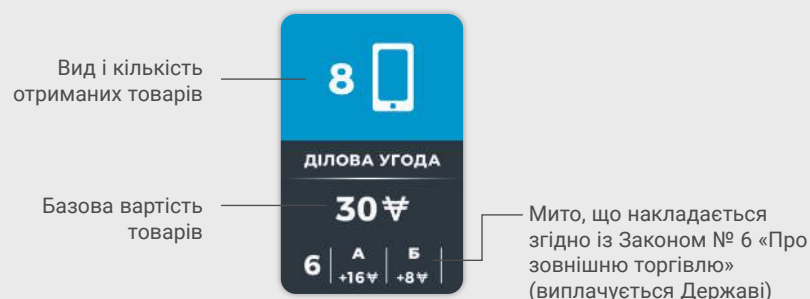 Вид і кількість
отриманих товарів
8
ДІЛОВА УГОДА
Базова вартість
товарів
30₩
6 А Б
+16₩ +8₩
Мито, що накладається
згідно із Законом № 6 «Про
зовнішню торгівлю»
(виплачується Державі)